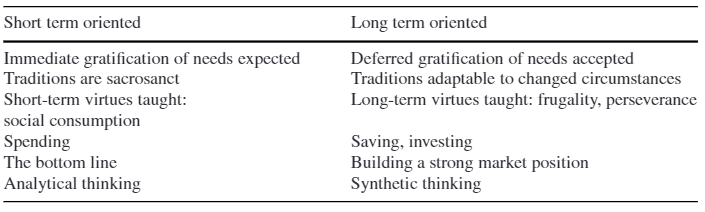 Short term oriented Long term oriented
Immediate gratification of needs expected Deferred gratification of needs accepted
Traditions are sacrosanct Traditions adaptable to changed circumstances
Short-term virtues taught: Long-term virtues taught: frugality, perseverance
social consumption
Spending Saving, investing
The bottom line Building a strong market position
Analytical thinking Synthetic thinking